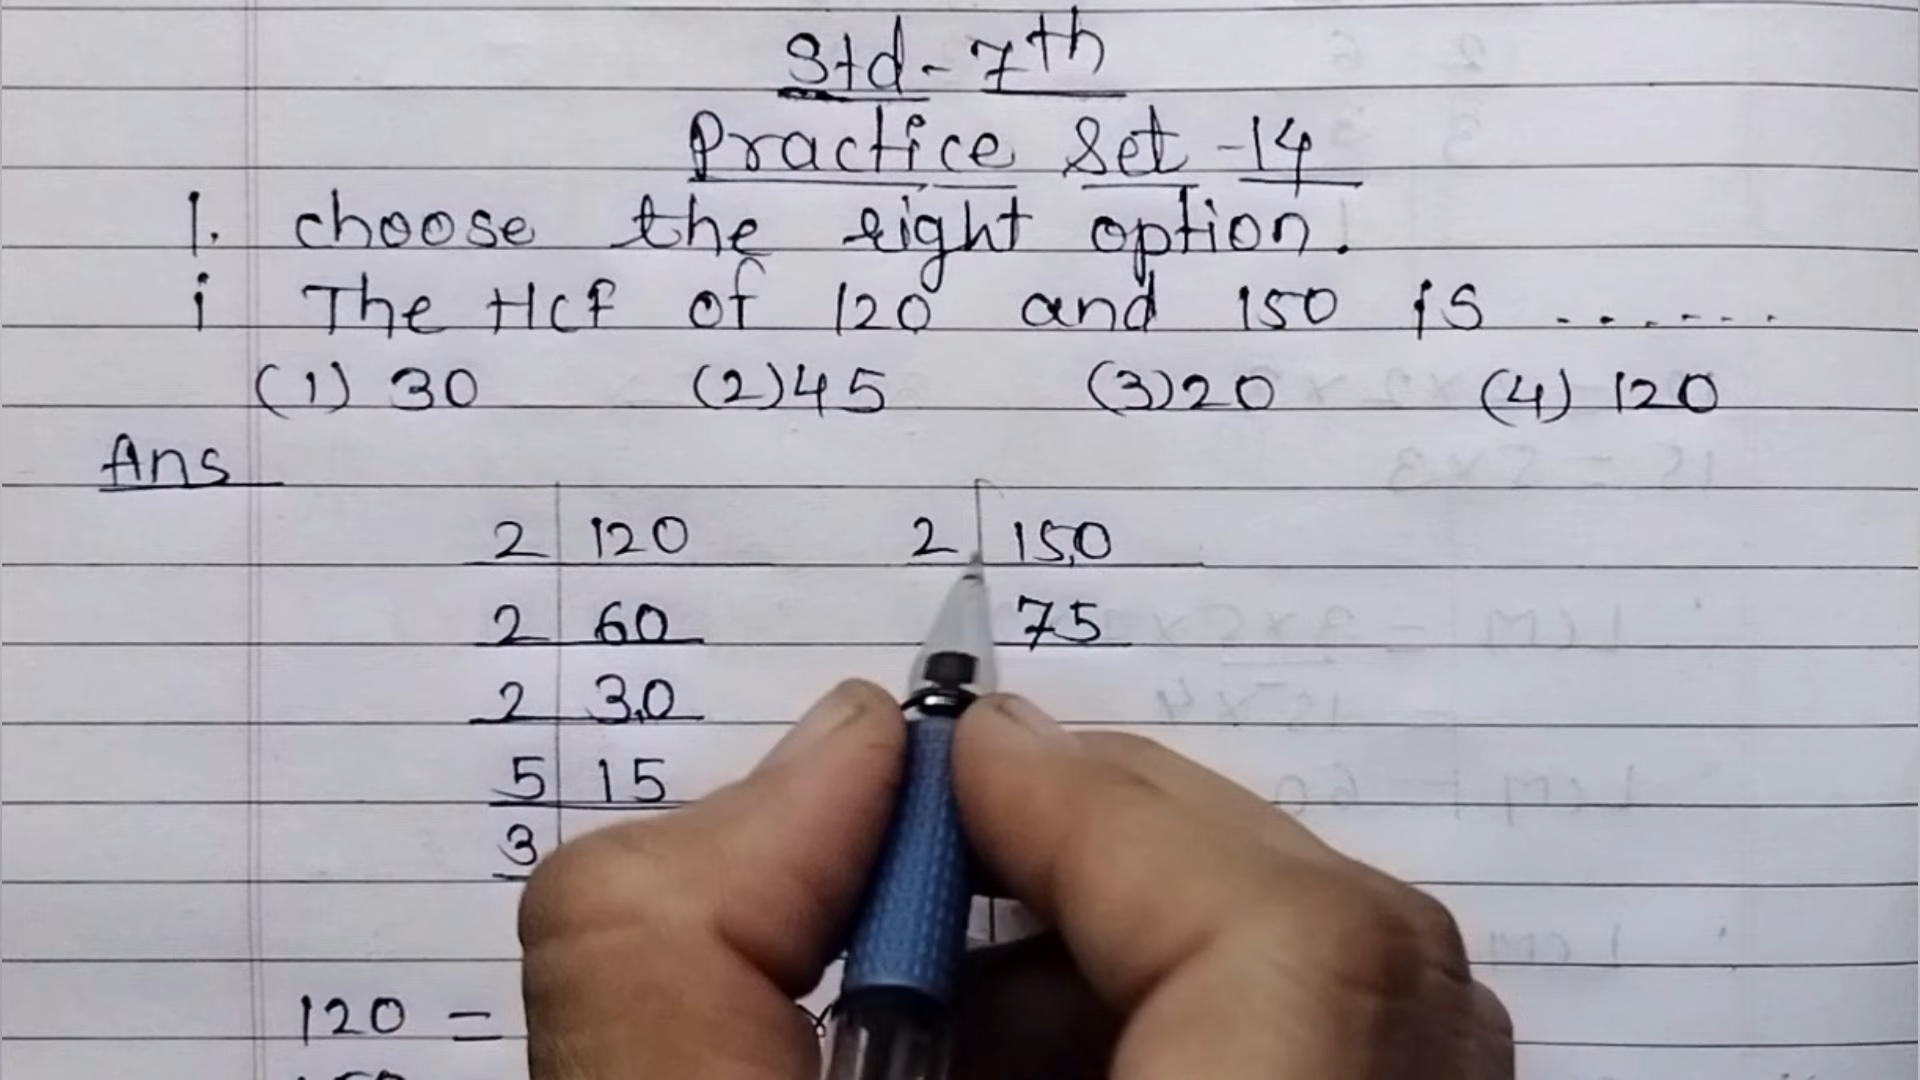 Std-7th
Practice Set-14
1. choose the right option.
i The HCF of 120 and 150 is .......
(1) 30 (2) 45 (3) 20 (4) 120
Ans
2 120 2 150
2 60 75
2 30
5 15
3
120 =